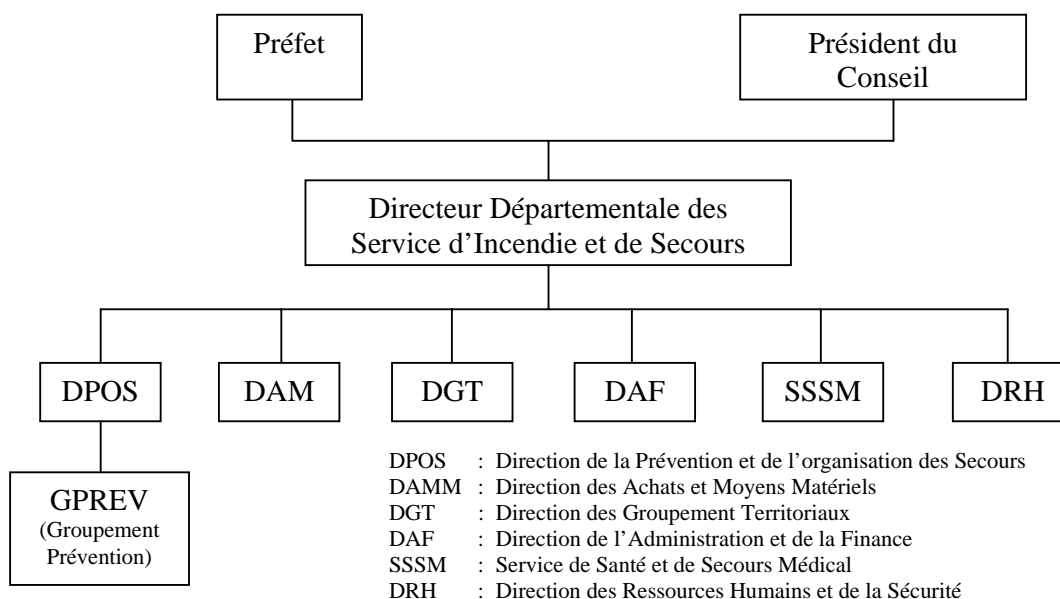 Préfet
Président du
Conseil
Directeur Départementale des
Service d’Incendie et de Secours
DPOS
DAM
DGT
DAF
SSSM
DRH
GPREV
(Groupement
Prévention)
DPOS : Direction de la Prévention et de l’organisation des Secours
DAMM : Direction des Achats et Moyens Matériels
DGT : Direction des Groupement Territoriaux
DAF : Direction de l’Administration et de la Finance
SSSM : Service de Santé et de Secours Médical
DRH : Direction des Ressources Humains et de la Sécurité